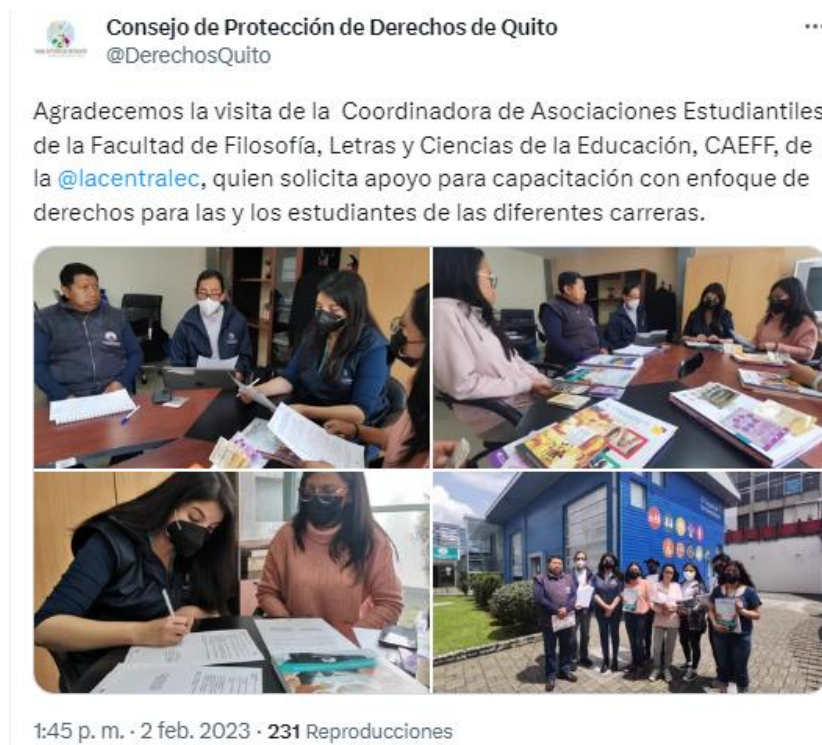 Consejo de Protección de Derechos de Quito
@DerechosQuito
Agradecemos la visita de la Coordinadora de Asociaciones Estudiantiles
de la Facultad de Filosofía, Letras y Ciencias de la Educación, CAEFF, de
la @lacentralec, quien solicita apoyo para capacitación con enfoque de
derechos para las y los estudiantes de las diferentes carreras.
1:45 p. m. · 2 feb. 2023 · 231 Reproducciones